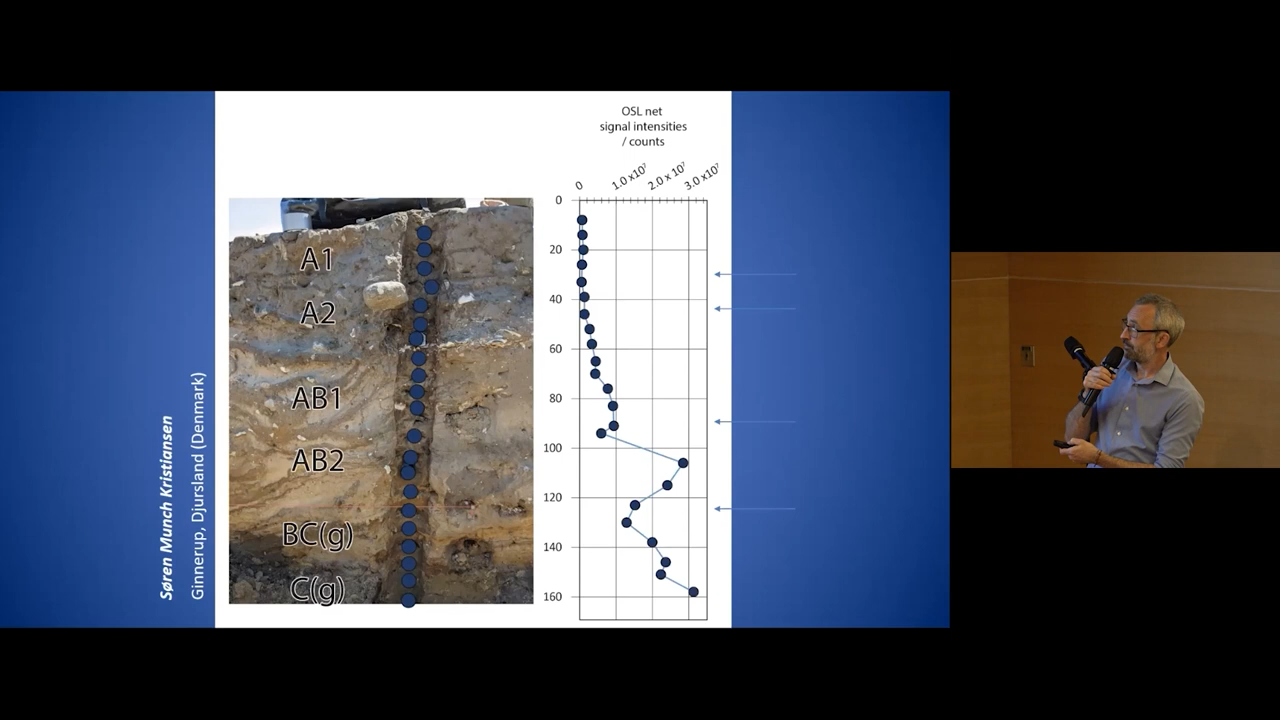 OSL net
signal intensities
/ counts
0
1.0 x10⁷
2.0 x 10⁷
3.0 x10⁷
0
20
40
60
80
100
120
140
160
A1
A2
AB1
AB2
BC(g)
C(g)
Søren Munch Kristiansen
Ginnerup, Djursland (Denmark)